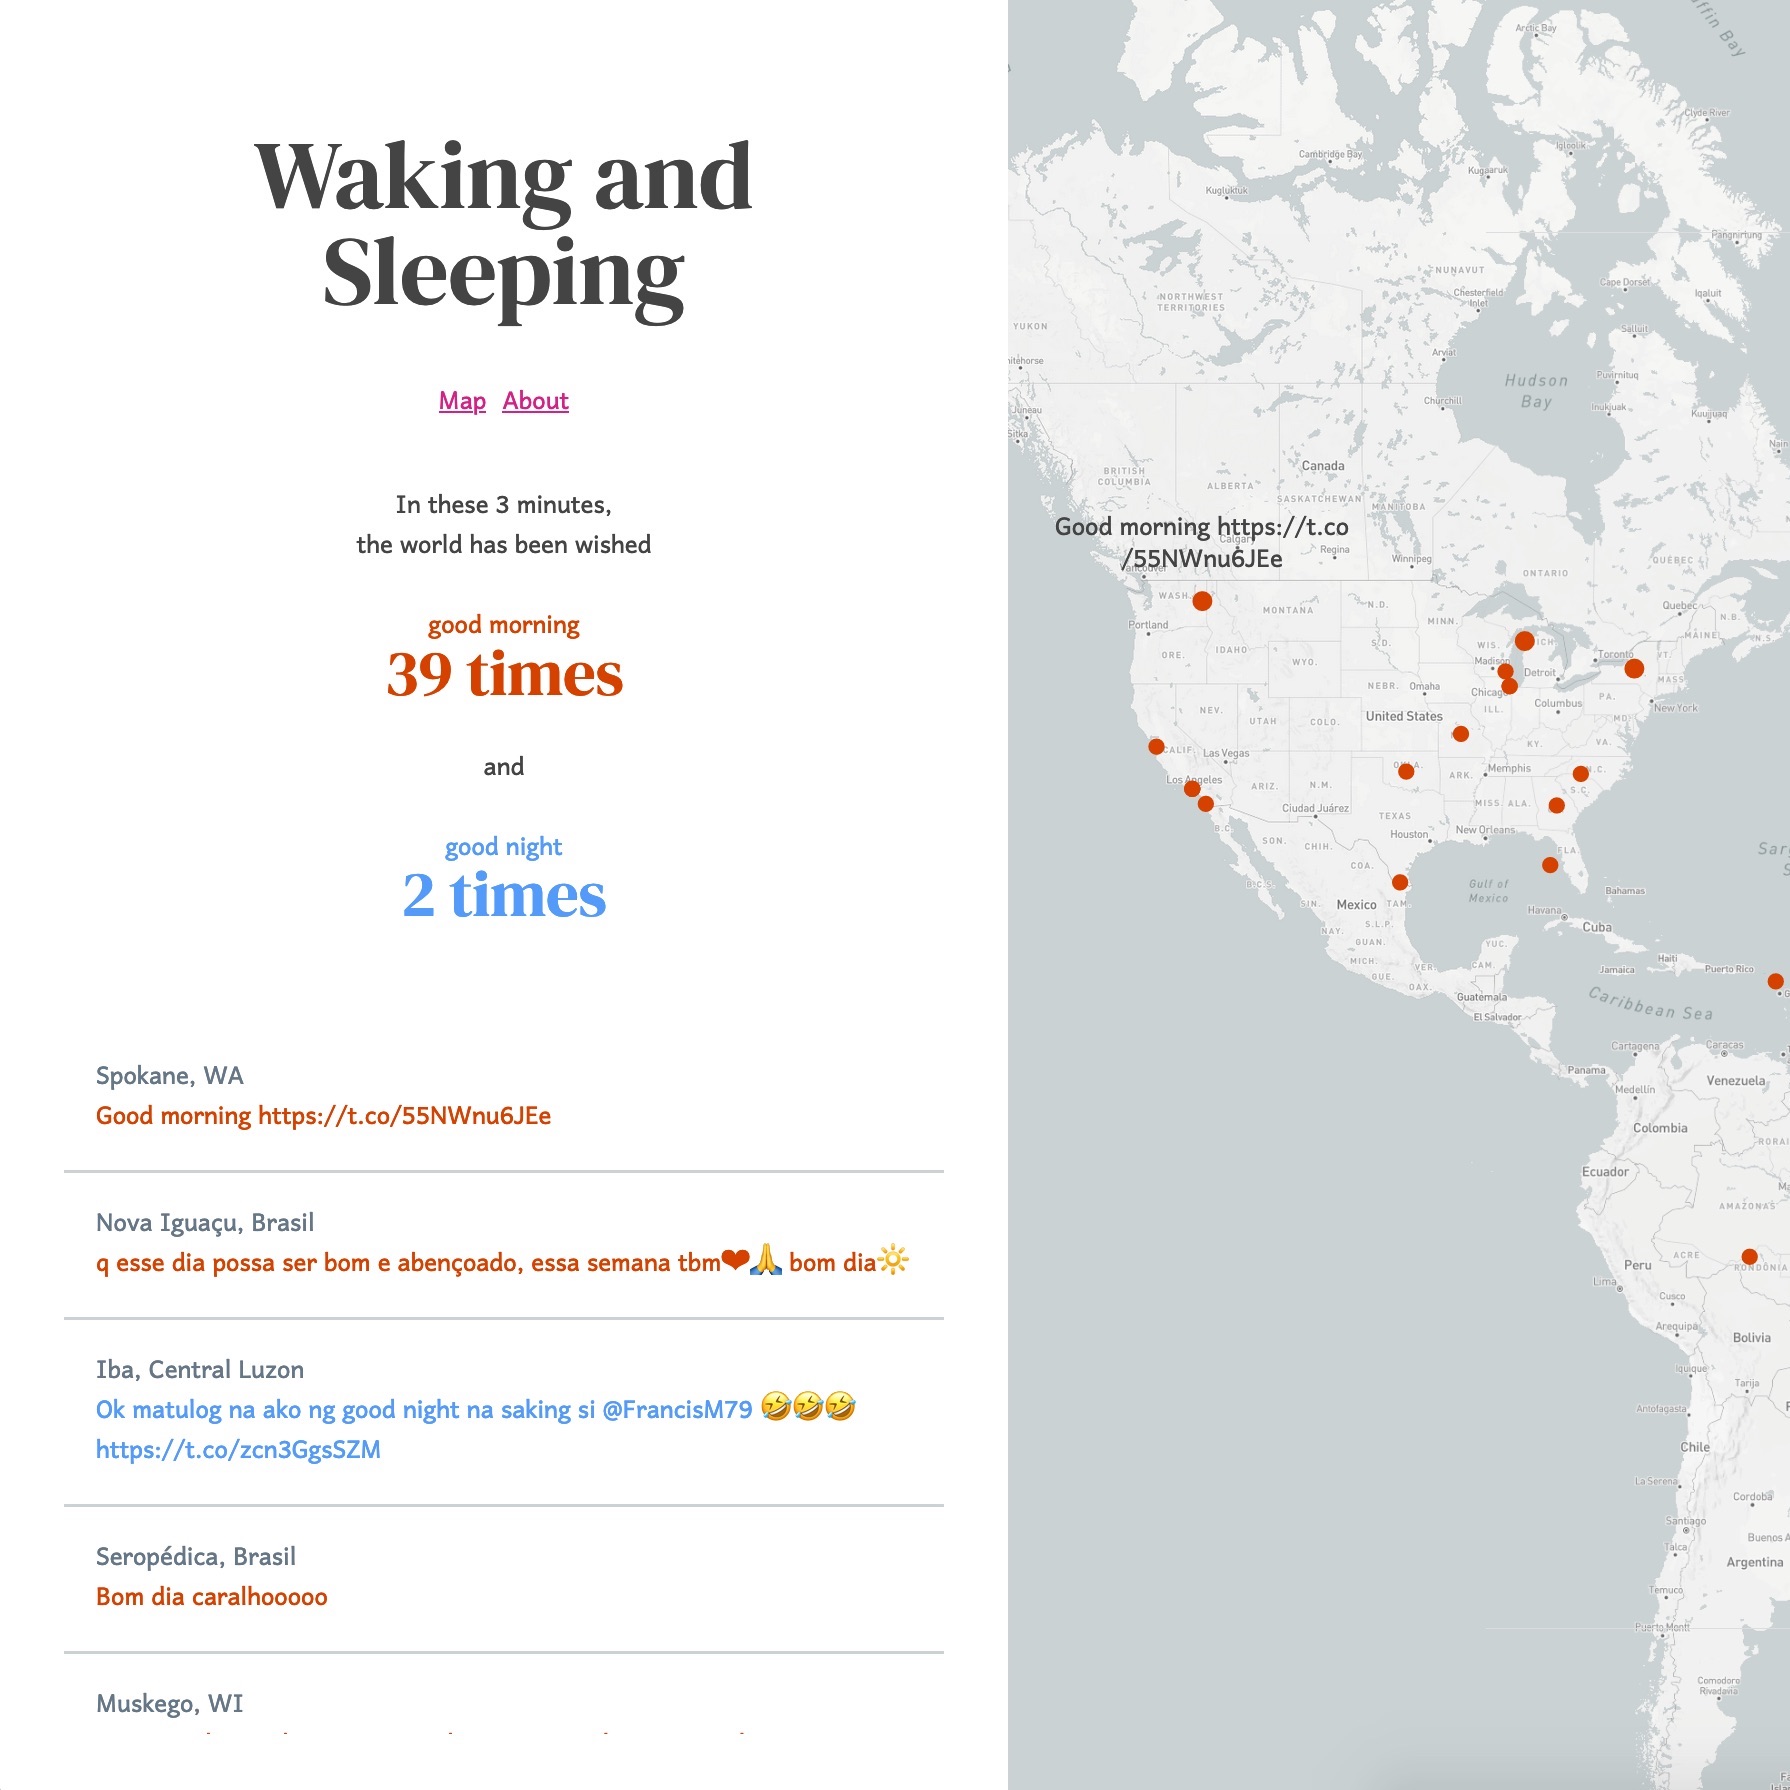 Waking and
Sleeping
Map About
In these 3 minutes,
the world has been wished
good morning
39 times
and
good night
2 times
Spokane, WA
Good morning https://t.co/55NWnu6JEe
Nova Iguaçu, Brasil
q esse dia possa ser bom e abençoado, essa semana tbm❤🙏 bom dia🔆
Iba, Central Luzon
Ok matulog na ako ng good night na saking si @FrancisM79 🤣🤣🤣
https://t.co/zcn3GgsSZM
Seropédica, Brasil
Bom dia caralhooooo
Muskego, WI
Bay
Arctic Bay
Clyde River
Cambridge Bay
Igloolik
Kugaaruk
Kugluktuk
Pangnirtung
NUNAVUT
Cape Dorset
Chesterfield
Inlet
Iqaluit
NORTHWEST
TERRITORIES
YUKON
Salluit
Arviat
Puvirnituq
Hudson
Bay
Churchill
Inukjuak
Kuujjuaq
Juneau
Sitka
Nain
Canada
BRITISH
COLUMBIA
ALBERTA
SASKATCHEWAN
MANITOBA
Good morning https://t.co
/55NWnu6JEe
Calgary
Regina
Winnipeg
Vancouver
ONTARIO
QUÉBEC
WASH.
MONTANA
N.D.
Quebec
N.B.
Portland
MINN.
MAINE
N.S.
ORE.
IDAHO
S.D.
WIS.
MICH.
Toronto
VT.
WYO.
Madison
Detroit
MASS.
NEBR.
Omaha
Chicago
PA.
New York
NEV.
UTAH
COLO.
United States
ILL.
Columbus
MD.
CALIF.
Las Vegas
KY.
VA.
Los Angeles
ARIZ.
N.M.
OKLA.
ARK.
Memphis
N.C.
S.C.
Ciudad Juárez
TEXAS
MISS.
ALA.
B.C.
Houston
New Orleans
SON.
CHIH.
COA.
FLA.
B.C.S.
Gulf of
Mexico
Bahamas
SIN.
Mexico
TAM.
Havana
Cuba
S.L.P.
NAY.
GUAN.
YUC.
MICH.
VER.
CAM.
Haiti
Jamaica
Puerto Rico
GUE.
OAX.
Guatemala
El Salvador
Caribbean Sea
Cartagena
Caracas
Panama
Venezuela
Medellín
Colombia
Ecuador
AMAZONAS
ACRE
Peru
RONDÔNIA
Lima
Cusco
Arequipa
Bolivia
Iquique
Tarija
Antofagasta
Chile
La Serena
Cordoba
Santiago
Talca
Argentina
Temuco
Puerto Montt
Comodoro
Rivadavia